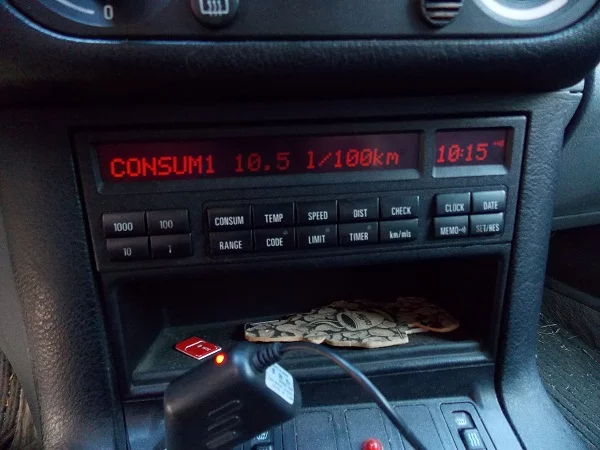 0
CONSUM1 10.5 l/100km 10:15
1000 100 CONSUM TEMP SPEED DIST CHECK CLOCK DATE
10 1 RANGE CODE LIMIT TIMER km/mls MEMO SET/RES